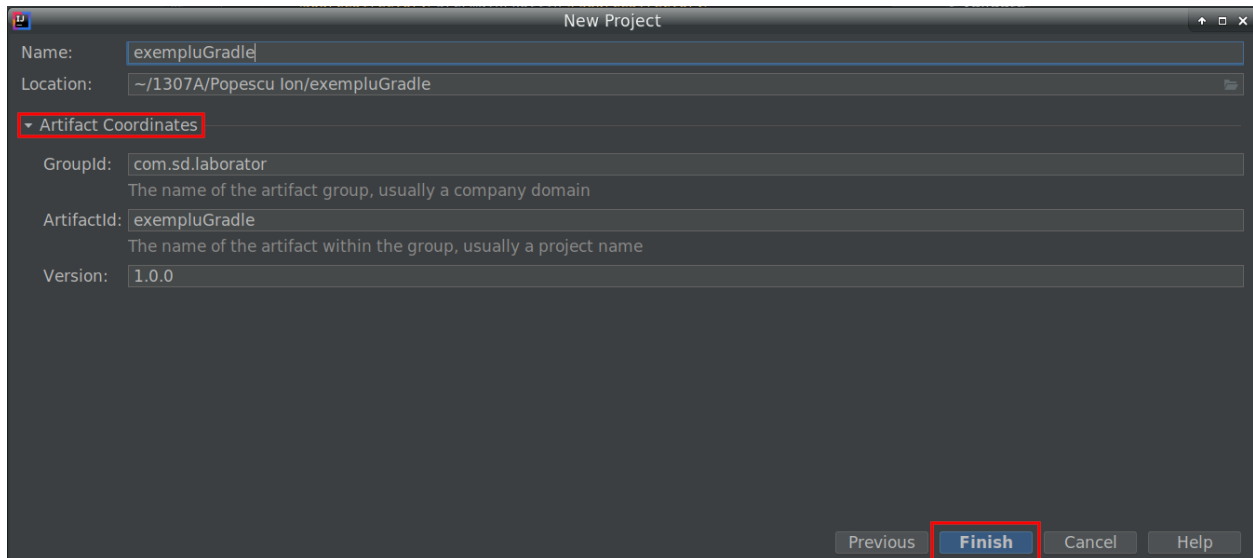 New Project
Name: exempluGradle
Location: ~/1307A/Popescu Ion/exempluGradle
Artifact Coordinates
GroupId: com.sd.laborator
The name of the artifact group, usually a company domain
ArtifactId: exempluGradle
The name of the artifact within the group, usually a project name
Version: 1.0.0
Previous Finish Cancel Help